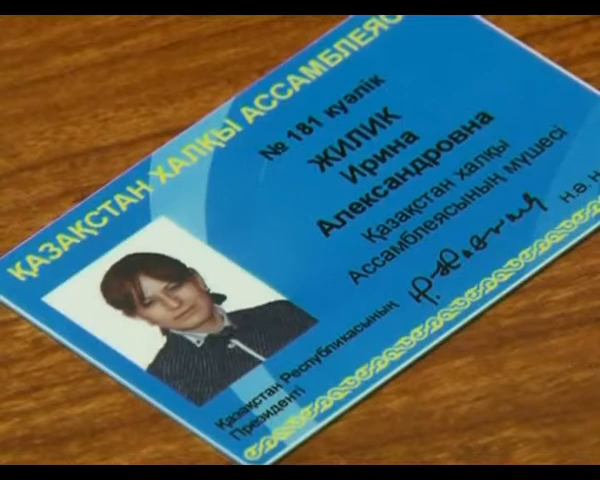 ҚАЗАҚСТАН ХАЛҚЫ АССАМБЛЕЯС
№ 181 куәлік
ЖИЛИК
Ирина
Александровна
Қазақстан халқы
Ассамблеясының мүшесі
Қазақстан Республикасының
Президенті